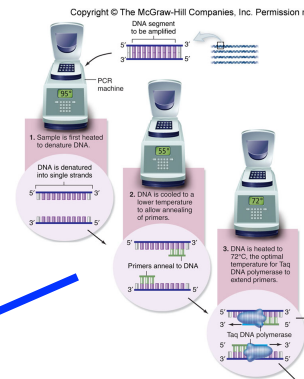 Copyright © The McGraw-Hill Companies, Inc. Permission r
DNA segment
to be amplified
5′ 3′
3′ 5′
PCR
machine
95°
1. Sample is first heated
to denature DNA.
DNA is denatured
into single strands
5′ 3′
3′ 5′
55°
2. DNA is cooled to a
lower temperature
to allow annealing
of primers.
5′ 3′
Primers anneal to DNA
3′ 5′
72°
3. DNA is heated to
72°C, the optimal
temperature for Taq
DNA polymerase to
extend primers.
5′ 3′
Taq DNA polymerase
3′ 5′